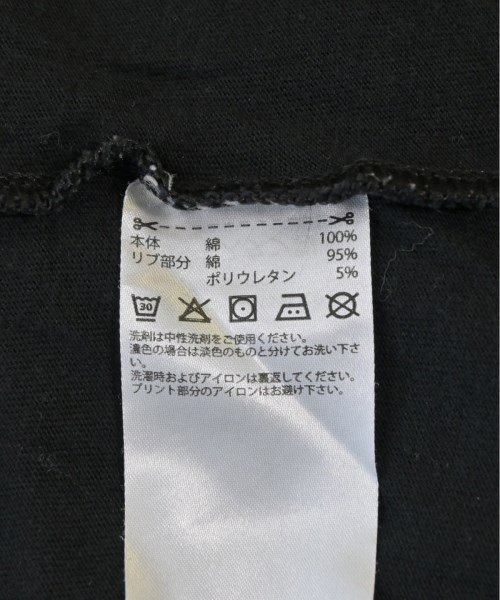 本体 綿 100%
リブ部分 綿 95%
ポリウレタン 5%
30
洗剤は中性洗剤をご使用ください。
濃色の場合は淡色のものと分けてお洗い下さ
い。
洗濯時およびアイロンは裏返してください。
プリント部分のアイロンはお避け下さい。